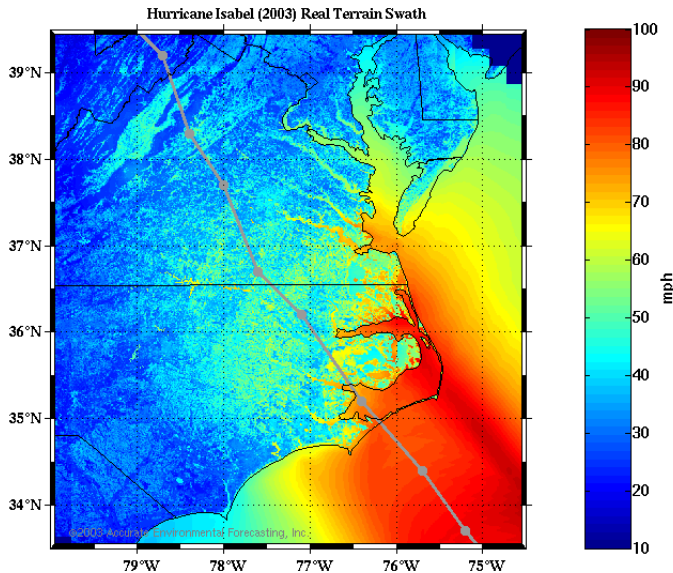 Hurricane Isabel (2003) Real Terrain Swath
39°N
38°N
37°N
36°N
35°N
34°N
79°W
78°W
77°W
76°W
75°W
©2003 Accurate Environmental Forecasting, Inc.
100
90
80
70
60
50
40
30
20
10
mph